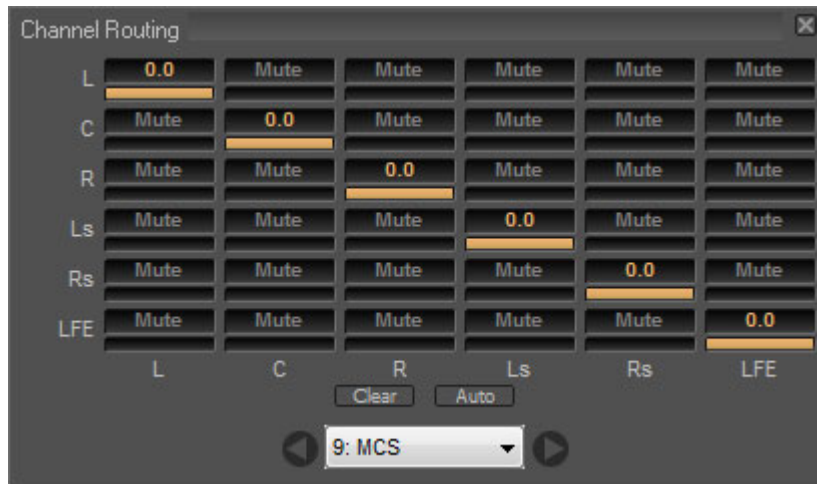 Channel Routing
L 0.0 Mute Mute Mute Mute Mute
C Mute 0.0 Mute Mute Mute Mute
R Mute Mute 0.0 Mute Mute Mute
Ls Mute Mute Mute 0.0 Mute Mute
Rs Mute Mute Mute Mute 0.0 Mute
LFE Mute Mute Mute Mute Mute 0.0
L C R Ls Rs LFE
Clear Auto
9: MCS